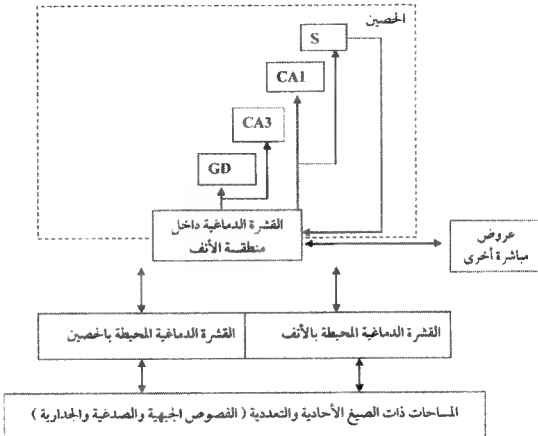 الحصين
S
CA1
CA3
GD
القشرة الدماغية داخل
منطقة الأنف
عروض
مباشرة أخرى
القشرة الدماغية المحيطة بالأنف
القشرة الدماغية المحيطة بالحصين
المساحات ذات الصيغ الأحادية والتعددية ( الفصوص الجبهية والصدغية والجدارية )